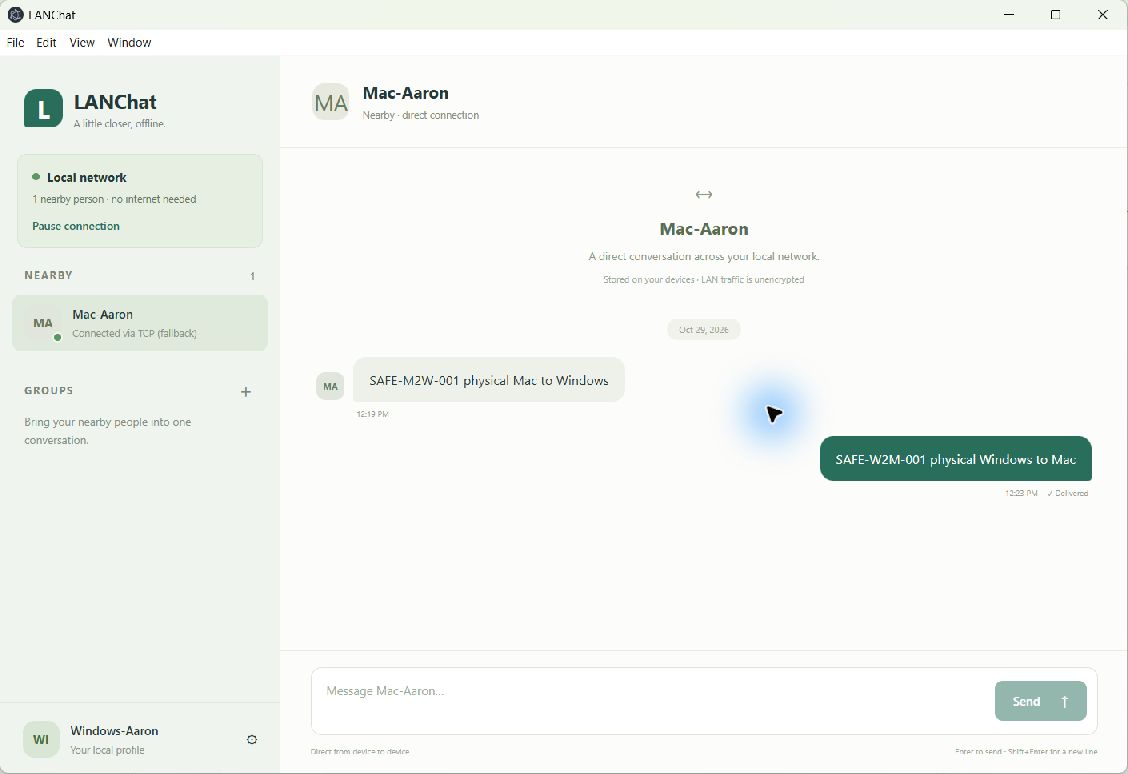 LANChat
File Edit View Window
L
LANChat
A little closer, offline.
Local network
1 nearby person · no internet needed
Pause connection
NEARBY 1
MA
Mac-Aaron
Connected via TCP (fallback)
GROUPS +
Bring your nearby people into one
conversation.
WI
Windows-Aaron
Your local profile
MA
Mac-Aaron
Nearby · direct connection
Mac-Aaron
A direct conversation across your local network.
Stored on your devices · LAN traffic is unencrypted
Oct 29, 2026
MA
SAFE-M2W-001 physical Mac to Windows
12:19 PM
SAFE-W2M-001 physical Windows to Mac
12:23 PM ✓ Delivered
Message Mac-Aaron...
Send ↑
Direct from device to device
Enter to send · Shift+Enter for a new line